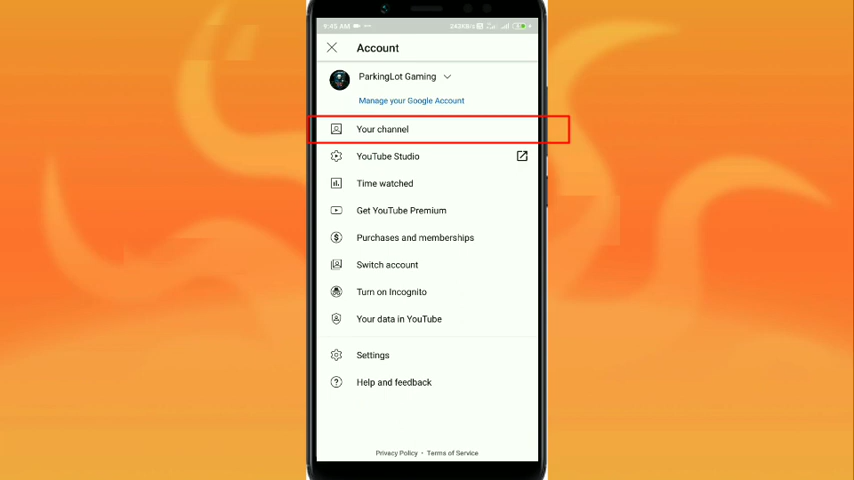 9:45 AM
Account
ParkingLot Gaming
Manage your Google Account
Your channel
YouTube Studio
Time watched
Get YouTube Premium
Purchases and memberships
Switch account
Turn on Incognito
Your data in YouTube
Settings
Help and feedback
Privacy Policy • Terms of Service